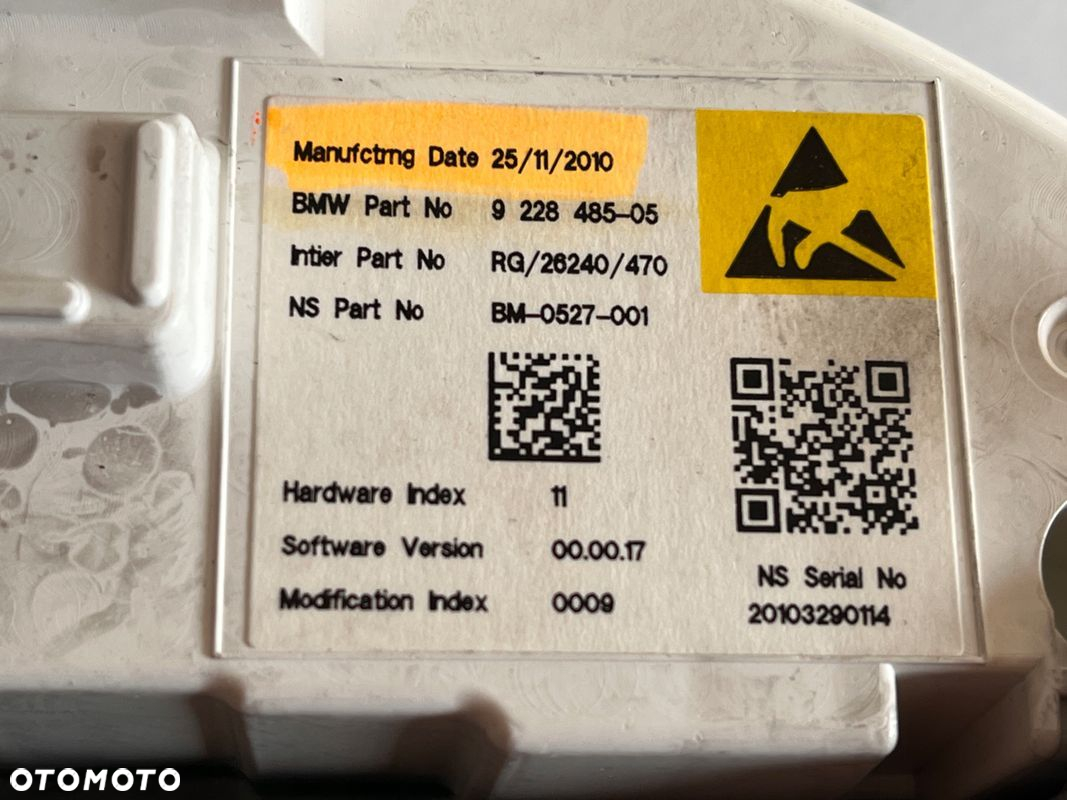 Manufctrng Date 25/11/2010
BMW Part No 9 228 485-05
Intier Part No RG/26240/470
NS Part No BM-0527-001
Hardware Index 11
Software Version 00.00.17
Modification Index 0009
NS Serial No
20103290114
OTOMOTO